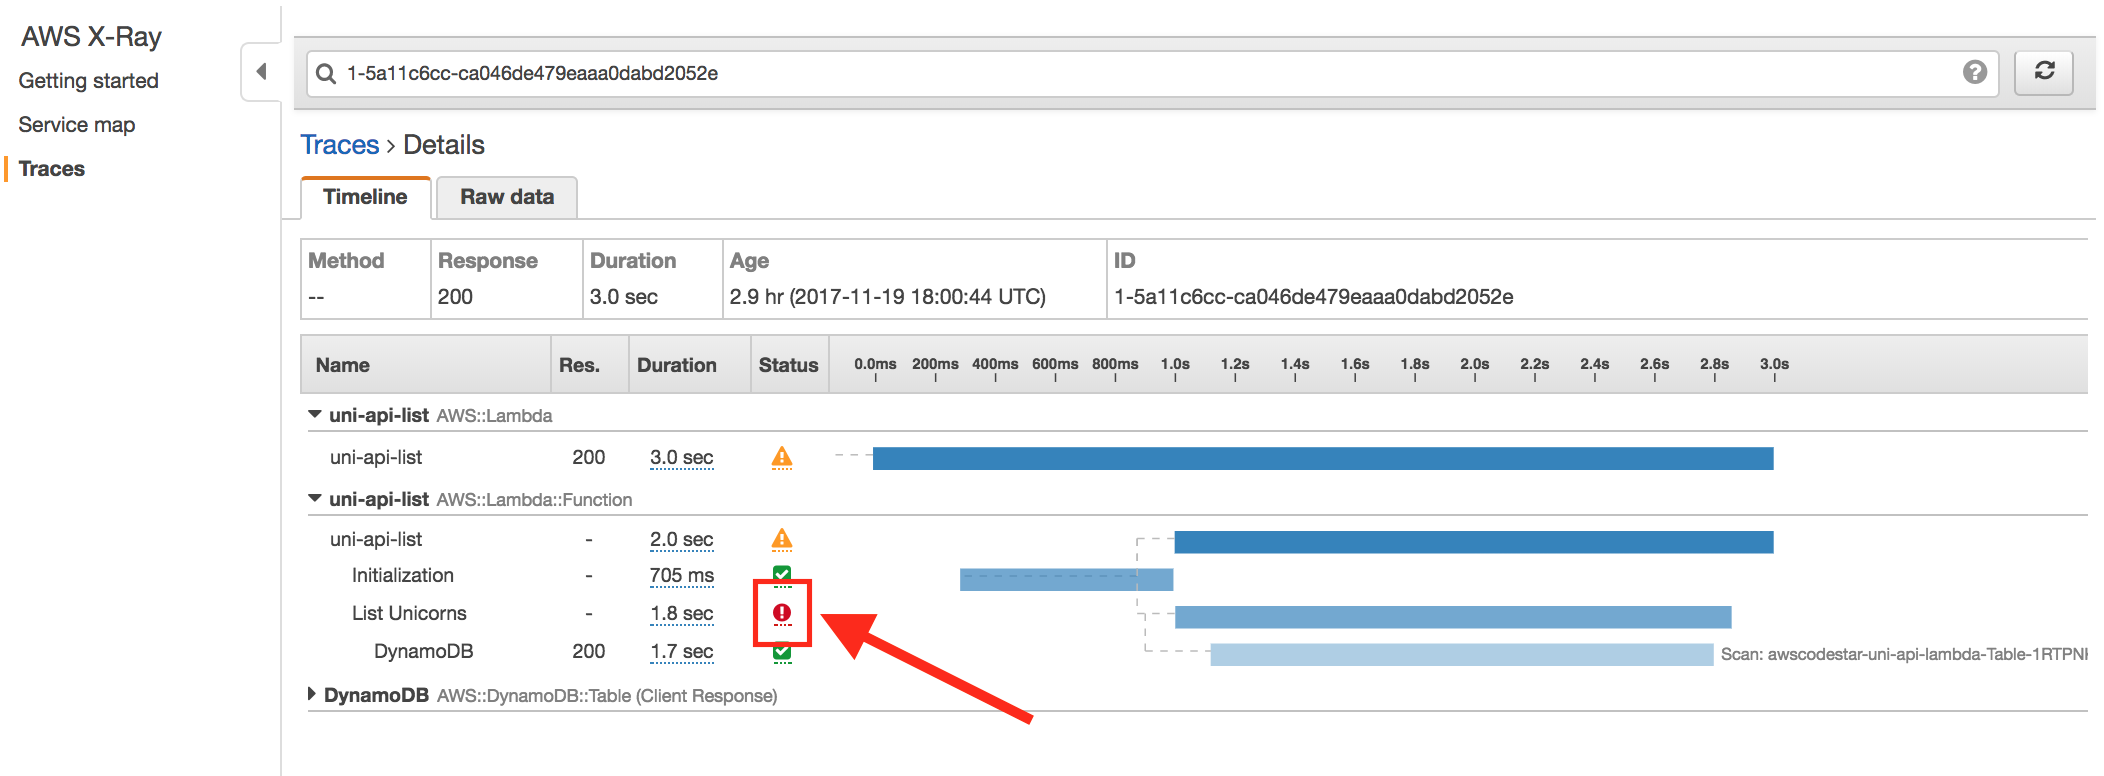 AWS X-Ray
Getting started
Service map
Traces
1-5a11c6cc-ca046de479eaaa0dabd2052e
Traces > Details
Timeline Raw data
Method Response Duration Age ID
-- 200 3.0 sec 2.9 hr (2017-11-19 18:00:44 UTC) 1-5a11c6cc-ca046de479eaaa0dabd2052e
Name Res. Duration Status 0.0ms 200ms 400ms 600ms 800ms 1.0s 1.2s 1.4s 1.6s 1.8s 2.0s 2.2s 2.4s 2.6s 2.8s 3.0s
uni-api-list AWS::Lambda
uni-api-list 200 3.0 sec
uni-api-list AWS::Lambda::Function
uni-api-list - 2.0 sec
Initialization - 705 ms
List Unicorns - 1.8 sec
DynamoDB 200 1.7 sec Scan: awscodestar-uni-api-lambda-Table-1RTPN
DynamoDB AWS::DynamoDB::Table (Client Response)